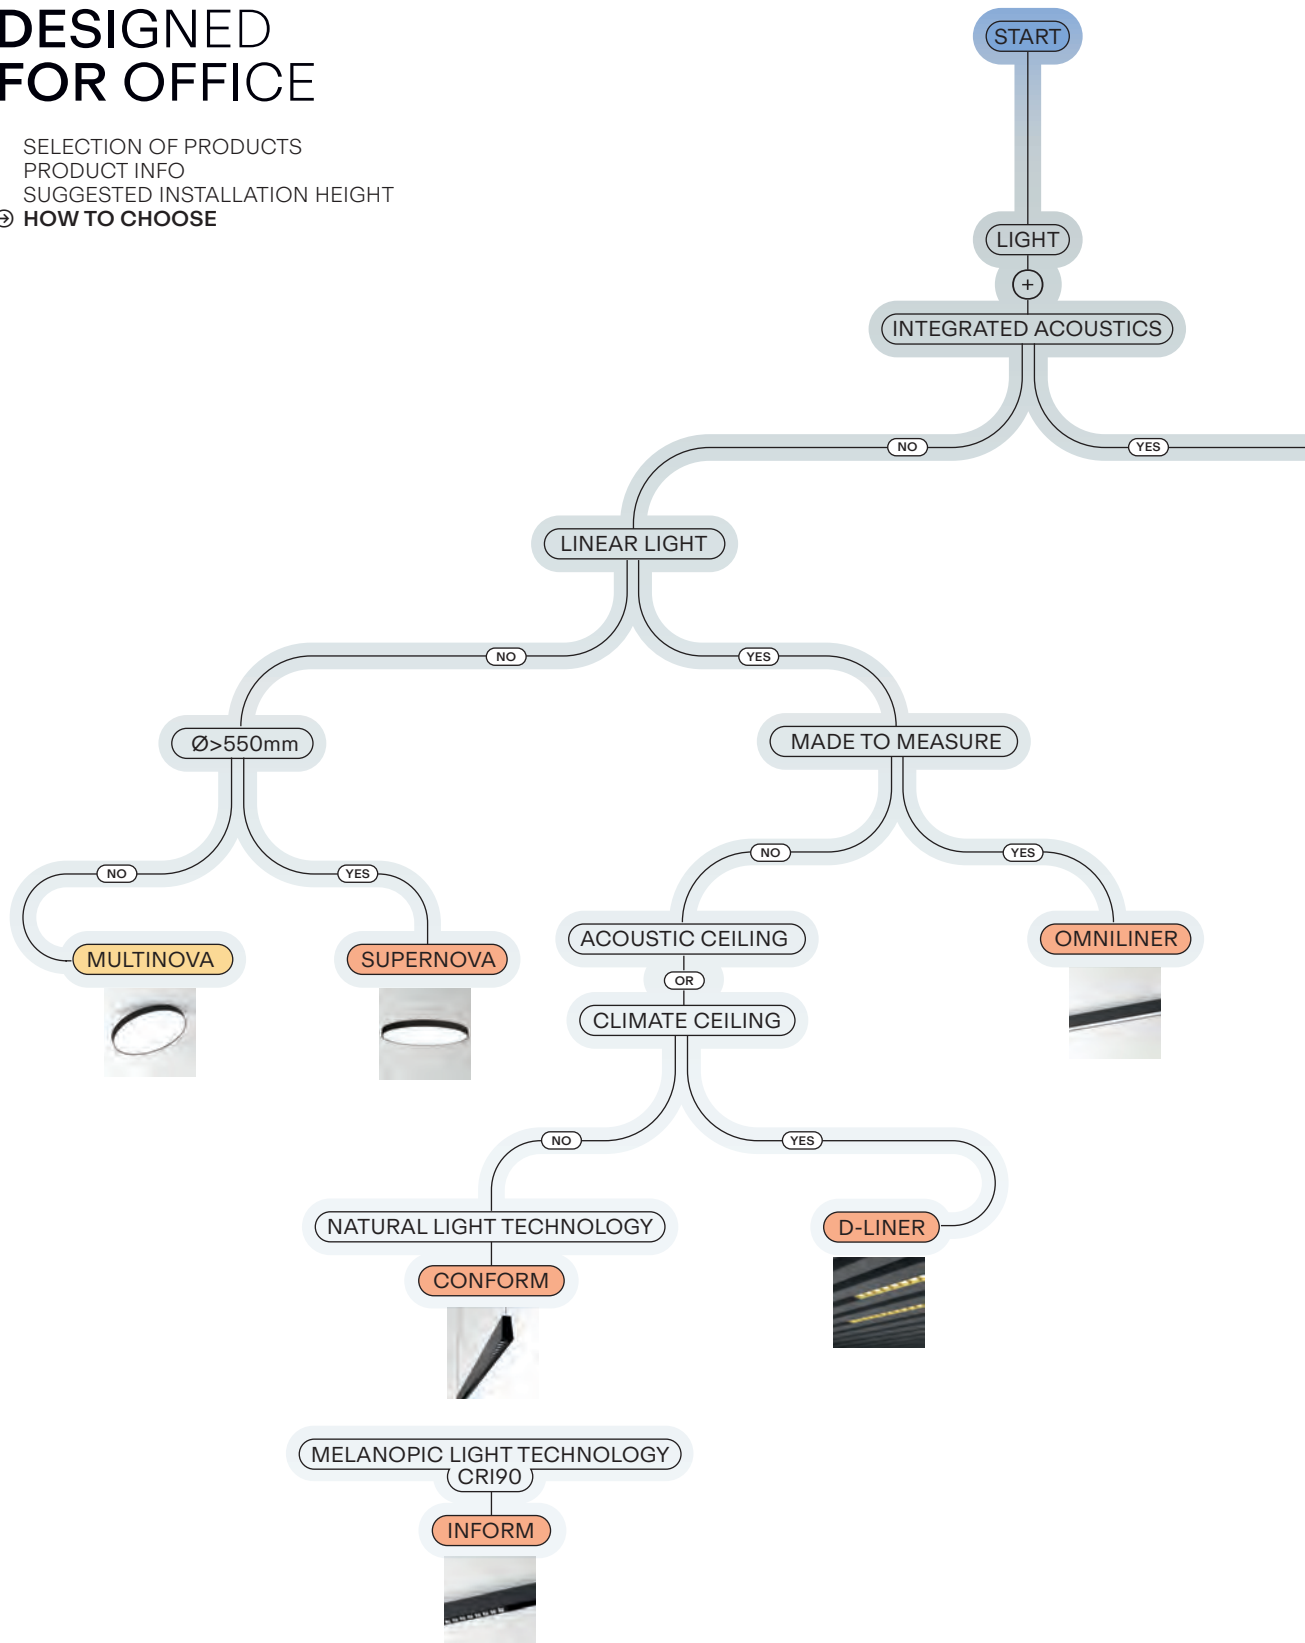 DESIGNED
FOR OFFICE
SELECTION OF PRODUCTS
PRODUCT INFO
SUGGESTED INSTALLATION HEIGHT
HOW TO CHOOSE
START
LIGHT
+
INTEGRATED ACOUSTICS
NO
YES
LINEAR LIGHT
NO
YES
Ø>550mm
MADE TO MEASURE
NO
YES
NO
YES
MULTINOVA
SUPERNOVA
ACOUSTIC CEILING
OR
CLIMATE CEILING
OMNILINER
NO
YES
NATURAL LIGHT TECHNOLOGY
CONFORM
D-LINER
MELANOPIC LIGHT TECHNOLOGY
CRI90
INFORM